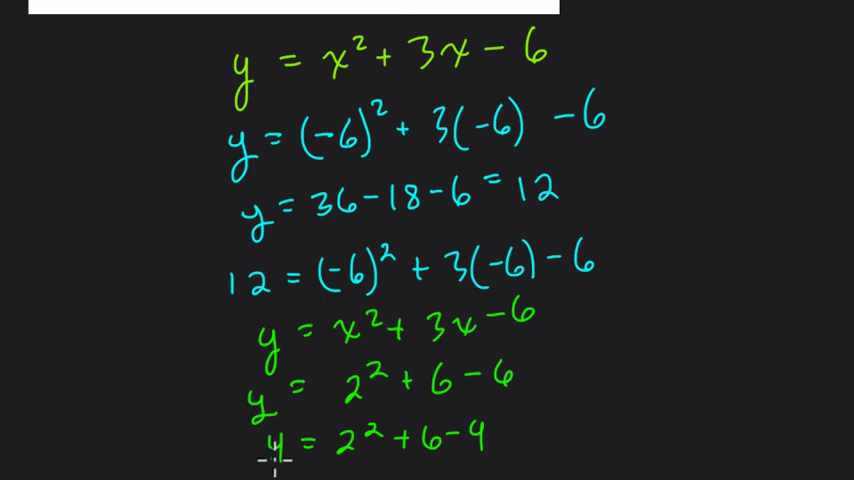 y = x² + 3x - 6
y = (-6)² + 3(-6) - 6
y = 36 - 18 - 6 = 12
12 = (-6)² + 3(-6) - 6
y = x² + 3x - 6
y = 2² + 6 - 6
4 = 2² + 6 - 9